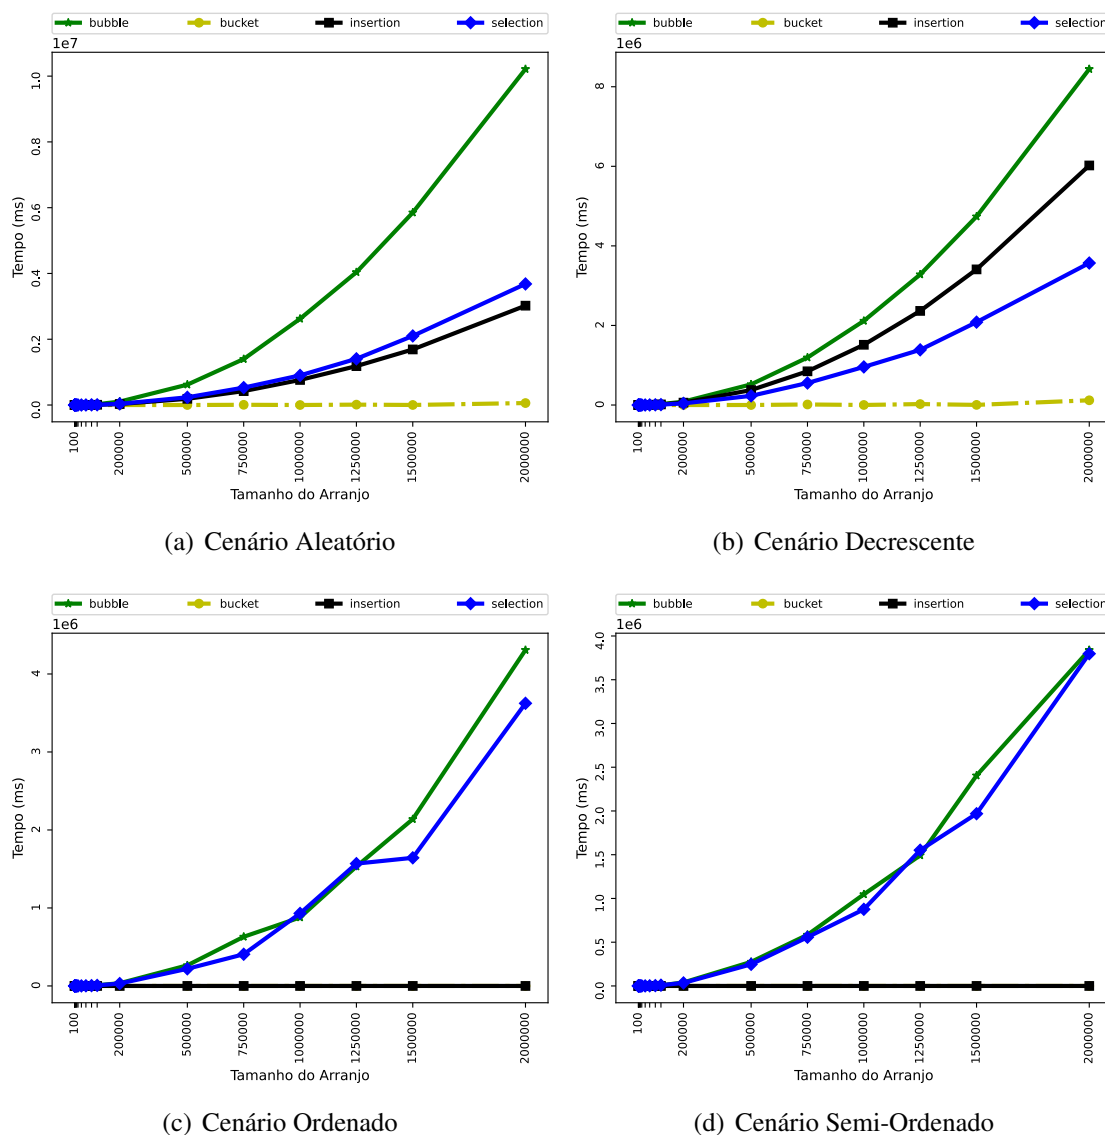 bubble bucket insertion selection
1e7
Tempo (ms)
1.0
0.8
0.6
0.4
0.2
0.0
100
200000
500000
750000
1000000
1250000
1500000
2000000
Tamanho do Arranjo
(a) Cenário Aleatório
bubble bucket insertion selection
1e6
Tempo (ms)
8
6
4
2
0
100
200000
500000
750000
1000000
1250000
1500000
2000000
Tamanho do Arranjo
(b) Cenário Decrescente
bubble bucket insertion selection
1e6
Tempo (ms)
4
3
2
1
0
100
200000
500000
750000
1000000
1250000
1500000
2000000
Tamanho do Arranjo
(c) Cenário Ordenado
bubble bucket insertion selection
1e6
Tempo (ms)
4.0
3.5
3.0
2.5
2.0
1.5
1.0
0.5
0.0
100
200000
500000
750000
1000000
1250000
1500000
2000000
Tamanho do Arranjo
(d) Cenário Semi-Ordenado